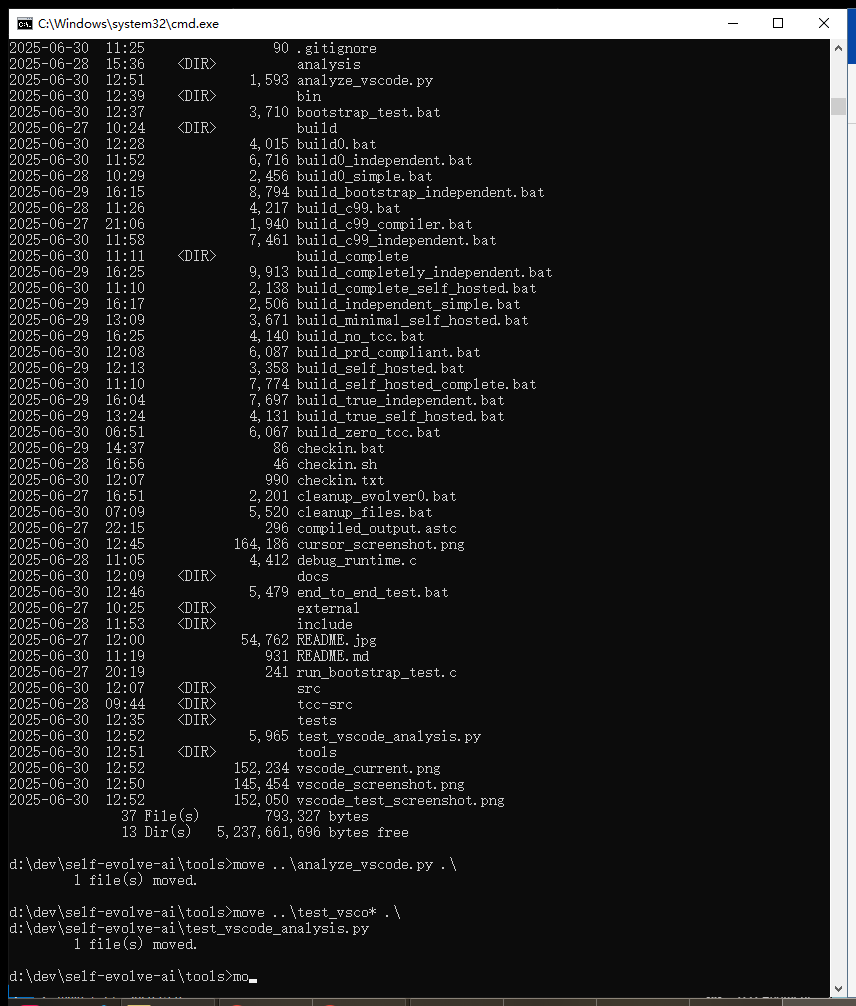 C:\Windows\system32\cmd.exe
2025-06-30  11:25                90 .gitignore
2025-06-28  15:36    <DIR>          analysis
2025-06-30  12:51             1,593 analyze_vscode.py
2025-06-30  12:39    <DIR>          bin
2025-06-30  12:37             3,710 bootstrap_test.bat
2025-06-27  10:24    <DIR>          build
2025-06-30  12:28             4,015 build0.bat
2025-06-30  11:52             6,716 build0_independent.bat
2025-06-28  10:29             2,456 build0_simple.bat
2025-06-29  16:15             8,794 build_bootstrap_independent.bat
2025-06-28  11:26             4,217 build_c99.bat
2025-06-27  21:06             1,940 build_c99_compiler.bat
2025-06-30  11:58             7,461 build_c99_independent.bat
2025-06-30  11:11    <DIR>          build_complete
2025-06-29  16:25             9,913 build_completely_independent.bat
2025-06-30  11:10             2,138 build_complete_self_hosted.bat
2025-06-29  16:17             2,506 build_independent_simple.bat
2025-06-29  13:09             3,671 build_minimal_self_hosted.bat
2025-06-29  16:25             4,140 build_no_tcc.bat
2025-06-30  12:08             6,087 build_prd_compliant.bat
2025-06-29  12:13             3,358 build_self_hosted.bat
2025-06-30  11:10             7,774 build_self_hosted_complete.bat
2025-06-29  16:04             7,697 build_true_independent.bat
2025-06-29  13:24             4,131 build_true_self_hosted.bat
2025-06-30  06:51             6,067 build_zero_tcc.bat
2025-06-29  14:37                86 checkin.bat
2025-06-28  16:56                46 checkin.sh
2025-06-30  12:07               990 checkin.txt
2025-06-27  16:51             2,201 cleanup_evolver0.bat
2025-06-30  07:09             5,520 cleanup_files.bat
2025-06-27  22:15               296 compiled_output.astc
2025-06-30  12:45           164,186 cursor_screenshot.png
2025-06-28  11:05             4,412 debug_runtime.c
2025-06-30  12:09    <DIR>          docs
2025-06-30  12:46             5,479 end_to_end_test.bat
2025-06-27  10:25    <DIR>          external
2025-06-28  11:53    <DIR>          include
2025-06-27  12:00            54,762 README.jpg
2025-06-30  11:19               931 README.md
2025-06-27  20:19               241 run_bootstrap_test.c
2025-06-30  12:07    <DIR>          src
2025-06-28  09:44    <DIR>          tcc-src
2025-06-30  12:35    <DIR>          tests
2025-06-30  12:52             5,965 test_vscode_analysis.py
2025-06-30  12:51    <DIR>          tools
2025-06-30  12:52           152,234 vscode_current.png
2025-06-30  12:50           145,454 vscode_screenshot.png
2025-06-30  12:52           152,050 vscode_test_screenshot.png
37 File(s)        793,327 bytes
13 Dir(s)   5,237,661,696 bytes free
d:\dev\self-evolve-ai\tools>move ..\analyze_vscode.py .\
1 file(s) moved.
d:\dev\self-evolve-ai\tools>move ..\test_vsco* .\
d:\dev\self-evolve-ai\test_vscode_analysis.py
1 file(s) moved.
d:\dev\self-evolve-ai\tools>mo